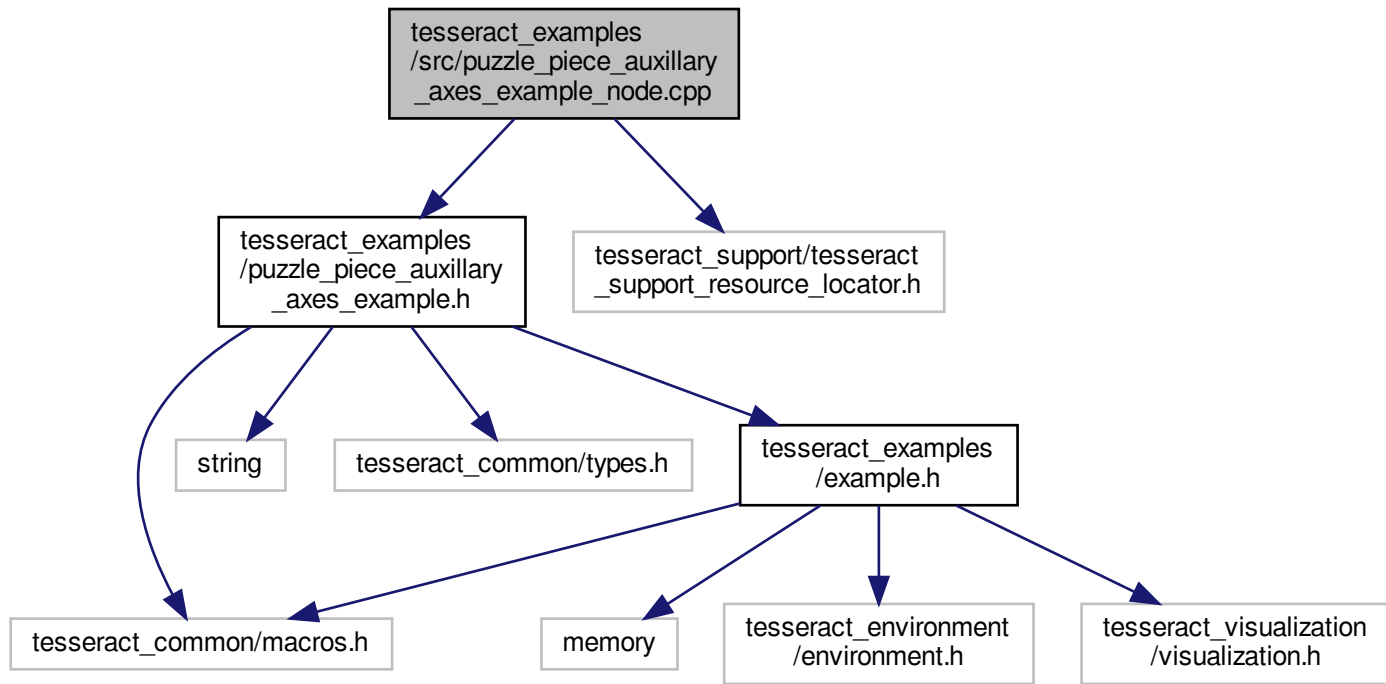 tesseract_examples
/src/puzzle_piece_auxillary
_axes_example_node.cpp
tesseract_examples
/puzzle_piece_auxillary
_axes_example.h
tesseract_support/tesseract
_support_resource_locator.h
string
tesseract_common/types.h
tesseract_examples
/example.h
tesseract_common/macros.h
memory
tesseract_environment
/environment.h
tesseract_visualization
/visualization.h